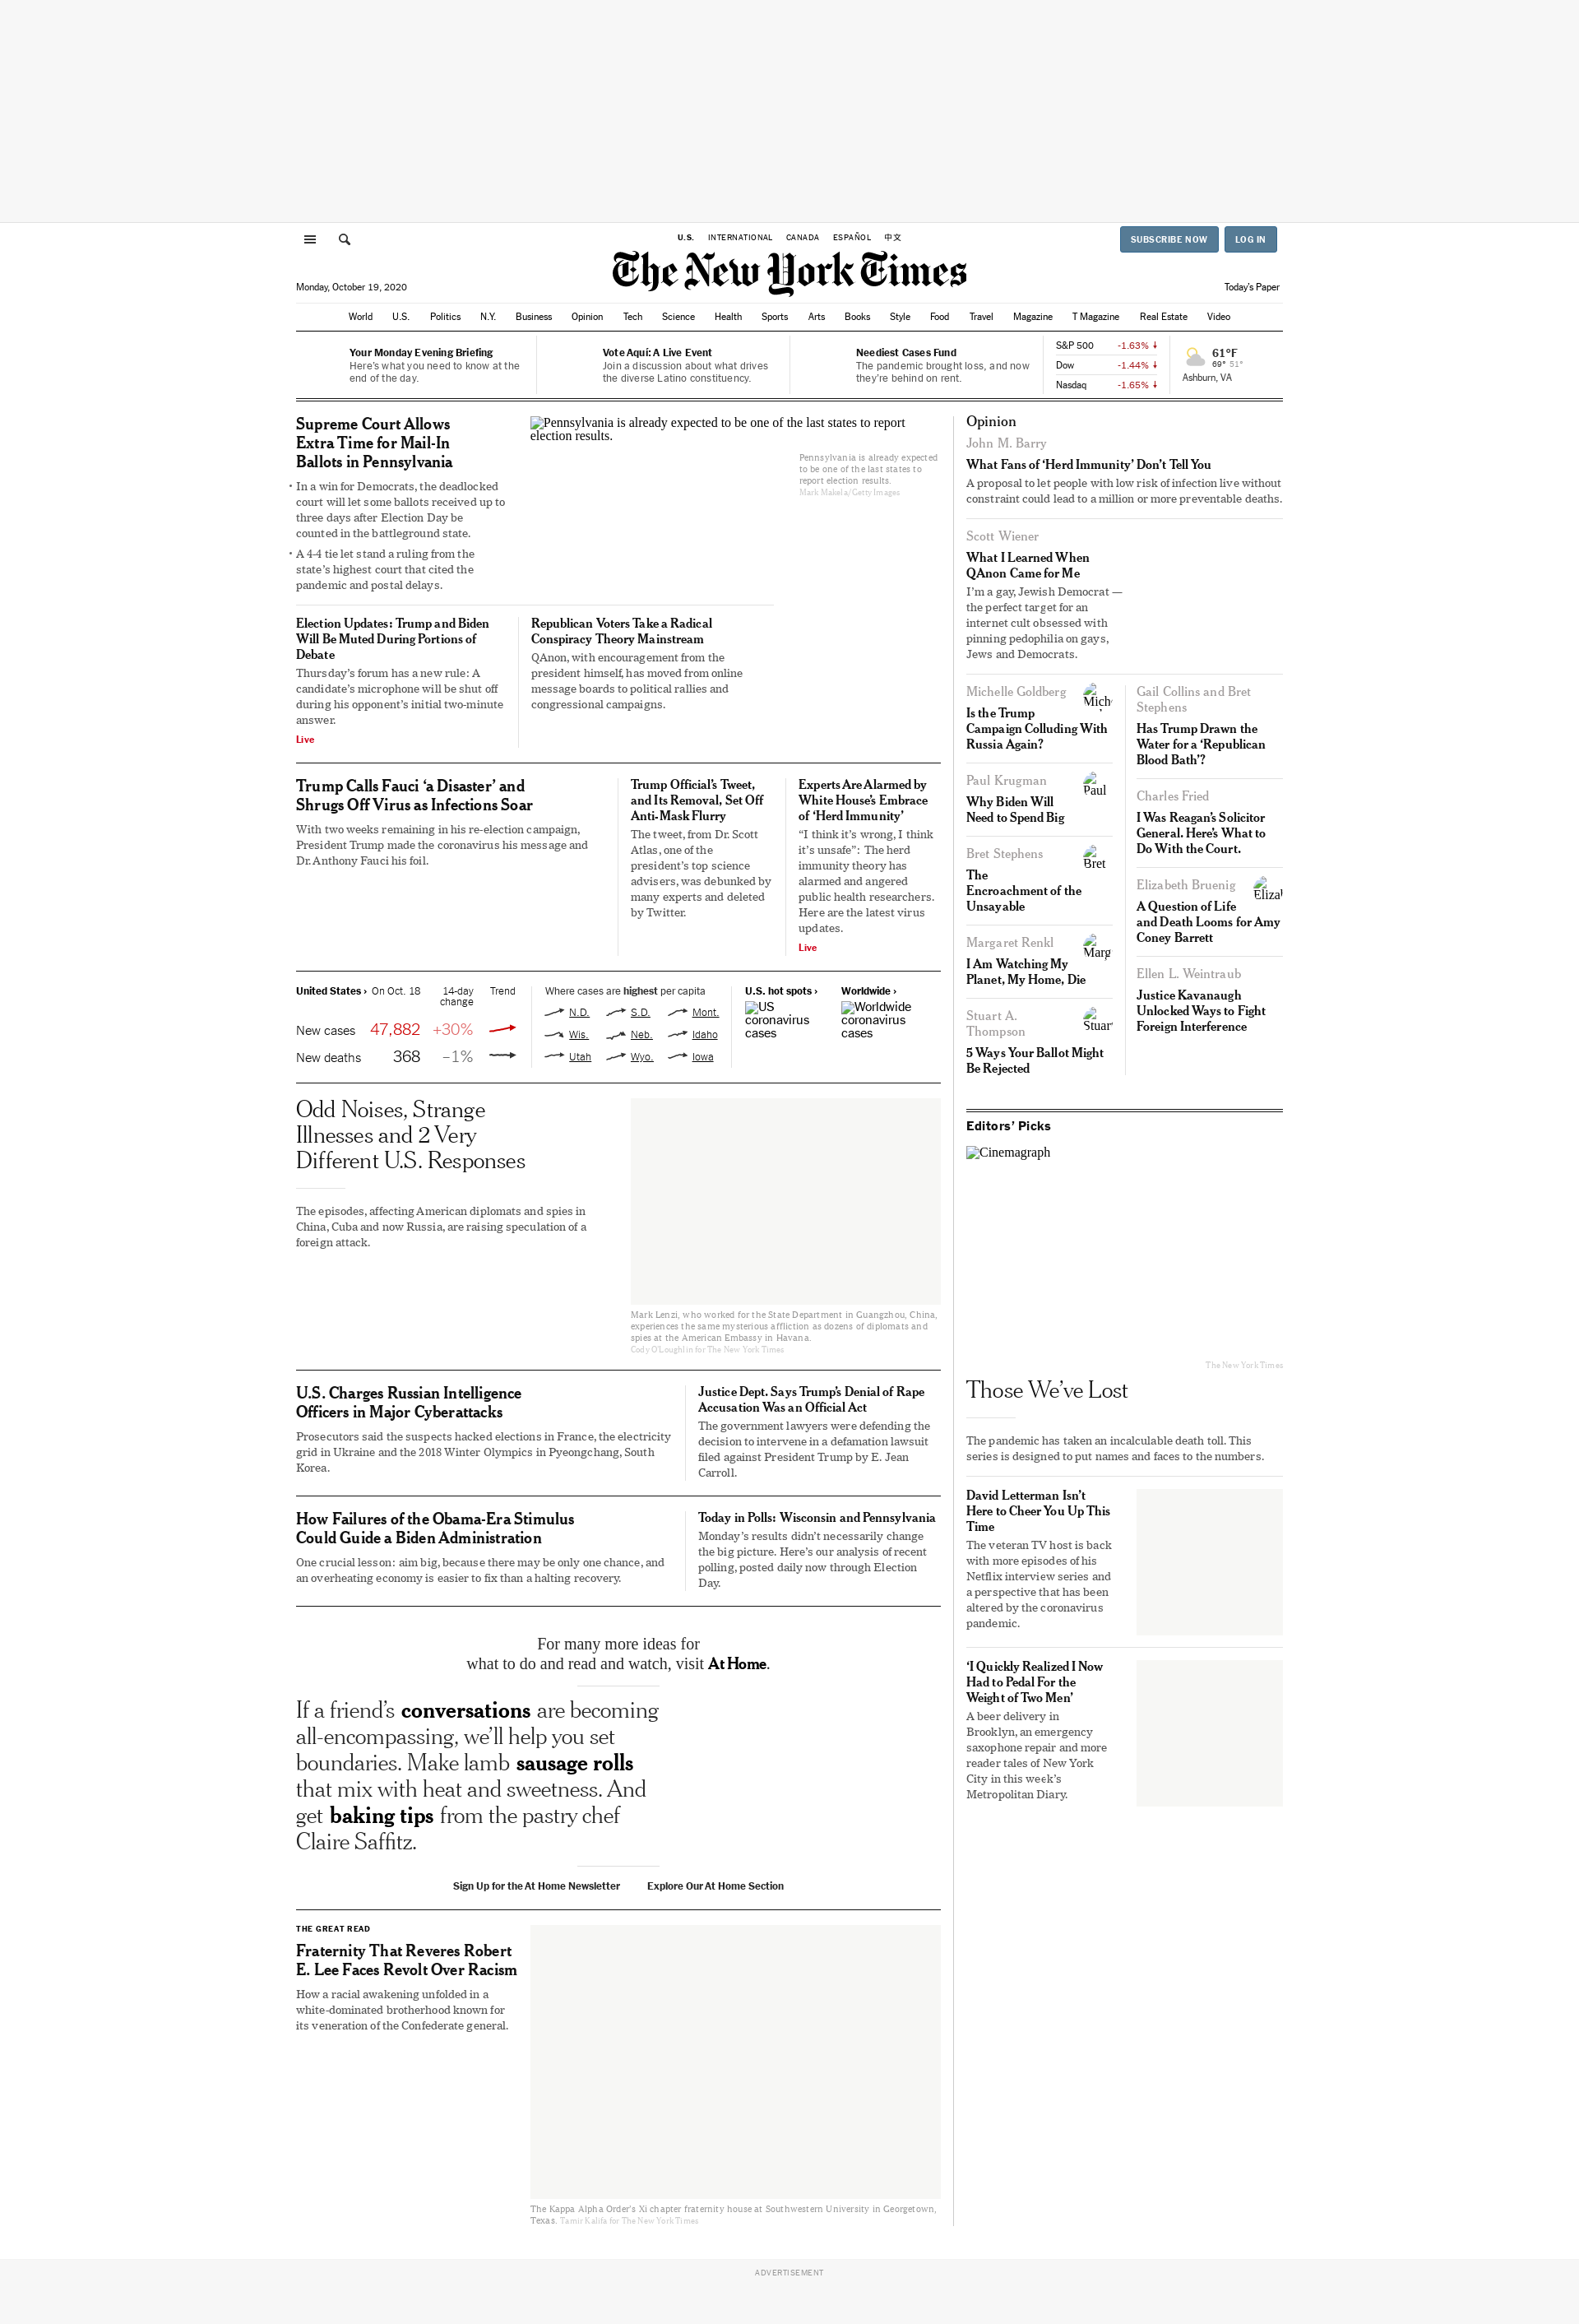 U.S.
INTERNATIONAL
CANADA
ESPAÑOL
中文
SUBSCRIBE NOW
LOG IN
The New York Times
Monday, October 19, 2020
Today's Paper
World
U.S.
Politics
N.Y.
Business
Opinion
Tech
Science
Health
Sports
Arts
Books
Style
Food
Travel
Magazine
T Magazine
Real Estate
Video
Your Monday Evening Briefing
Here's what you need to know at the
end of the day.
Vote Aquí: A Live Event
Join a discussion about what drives
the diverse Latino constituency.
Neediest Cases Fund
The pandemic brought loss, and now
they're behind on rent.
S&P 500 -1.63% ↓
Dow -1.44% ↓
Nasdaq -1.65% ↓
61°F
69° 51°
Ashburn, VA
Supreme Court Allows
Extra Time for Mail-In
Ballots in Pennsylvania
• In a win for Democrats, the deadlocked
court will let some ballots received up to
three days after Election Day be
counted in the battleground state.
• A 4-4 tie let stand a ruling from the
state's highest court that cited the
pandemic and postal delays.
Pennsylvania is already expected to be one of the last states to report
election results.
Pennsylvania is already expected
to be one of the last states to
report election results.
Mark Makela/Getty Images
Election Updates: Trump and Biden
Will Be Muted During Portions of
Debate
Thursday's forum has a new rule: A
candidate's microphone will be shut off
during his opponent's initial two-minute
answer.
Live
Republican Voters Take a Radical
Conspiracy Theory Mainstream
QAnon, with encouragement from the
president himself, has moved from online
message boards to political rallies and
congressional campaigns.
Trump Calls Fauci ‘a Disaster’ and
Shrugs Off Virus as Infections Soar
With two weeks remaining in his re-election campaign,
President Trump made the coronavirus his message and
Dr. Anthony Fauci his foil.
Trump Official’s Tweet,
and Its Removal, Set Off
Anti-Mask Flurry
The tweet, from Dr. Scott
Atlas, one of the
president’s top science
advisers, was debunked by
many experts and deleted
by Twitter.
Experts Are Alarmed by
White House’s Embrace
of ‘Herd Immunity’
“I think it’s wrong, I think
it’s unsafe”: The herd
immunity theory has
alarmed and angered
public health researchers.
Here are the latest virus
updates.
Live
United States › On Oct. 18 14-day
change Trend
New cases 47,882 +30%
New deaths 368 –1%
Where cases are highest per capita
N.D. S.D. Mont.
Wis. Neb. Idaho
Utah Wyo. Iowa
U.S. hot spots ›
US
coronavirus
cases
Worldwide ›
Worldwide
coronavirus
cases
Odd Noises, Strange
Illnesses and 2 Very
Different U.S. Responses
The episodes, affecting American diplomats and spies in
China, Cuba and now Russia, are raising speculation of a
foreign attack.
Mark Lenzi, who worked for the State Department in Guangzhou, China,
experiences the same mysterious affliction as dozens of diplomats and
spies at the American Embassy in Havana.
Cody O'Loughlin for The New York Times
U.S. Charges Russian Intelligence
Officers in Major Cyberattacks
Prosecutors said the suspects hacked elections in France, the electricity
grid in Ukraine and the 2018 Winter Olympics in Pyeongchang, South
Korea.
Justice Dept. Says Trump’s Denial of Rape
Accusation Was an Official Act
The government lawyers were defending the
decision to intervene in a defamation lawsuit
filed against President Trump by E. Jean
Carroll.
How Failures of the Obama-Era Stimulus
Could Guide a Biden Administration
One crucial lesson: aim big, because there may be only one chance, and
an overheating economy is easier to fix than a halting recovery.
Today in Polls: Wisconsin and Pennsylvania
Monday’s results didn’t necessarily change
the big picture. Here’s our analysis of recent
polling, posted daily now through Election
Day.
For many more ideas for
what to do and read and watch, visit At Home.
If a friend’s conversations are becoming
all-encompassing, we’ll help you set
boundaries. Make lamb sausage rolls
that mix with heat and sweetness. And
get baking tips from the pastry chef
Claire Saffitz.
Sign Up for the At Home Newsletter
Explore Our At Home Section
THE GREAT READ
Fraternity That Reveres Robert
E. Lee Faces Revolt Over Racism
How a racial awakening unfolded in a
white-dominated brotherhood known for
its veneration of the Confederate general.
The Kappa Alpha Order’s Xi chapter fraternity house at Southwestern University in Georgetown,
Texas. Tamir Kalifa for The New York Times
Opinion
John M. Barry
What Fans of ‘Herd Immunity’ Don’t Tell You
A proposal to let people with low risk of infection live without
constraint could lead to a million or more preventable deaths.
Scott Wiener
What I Learned When
QAnon Came for Me
I’m a gay, Jewish Democrat —
the perfect target for an
internet cult obsessed with
pinning pedophilia on gays,
Jews and Democrats.
Michelle Goldberg
Is the Trump
Campaign Colluding With
Russia Again?
Paul Krugman
Paul
Why Biden Will
Need to Spend Big
Bret Stephens
Bret
The
Encroachment of the
Unsayable
Margaret Renkl
I Am Watching My
Planet, My Home, Die
Stuart A.
Thompson
5 Ways Your Ballot Might
Be Rejected
Gail Collins and Bret
Stephens
Has Trump Drawn the
Water for a ‘Republican
Blood Bath’?
Charles Fried
I Was Reagan’s Solicitor
General. Here’s What to
Do With the Court.
Elizabeth Bruenig
A Question of Life
and Death Looms for Amy
Coney Barrett
Ellen L. Weintraub
Justice Kavanaugh
Unlocked Ways to Fight
Foreign Interference
Editors’ Picks
Cinemagraph
The New York Times
Those We’ve Lost
The pandemic has taken an incalculable death toll. This
series is designed to put names and faces to the numbers.
David Letterman Isn’t
Here to Cheer You Up This
Time
The veteran TV host is back
with more episodes of his
Netflix interview series and
a perspective that has been
altered by the coronavirus
pandemic.
‘I Quickly Realized I Now
Had to Pedal For the
Weight of Two Men’
A beer delivery in
Brooklyn, an emergency
saxophone repair and more
reader tales of New York
City in this week’s
Metropolitan Diary.
ADVERTISEMENT